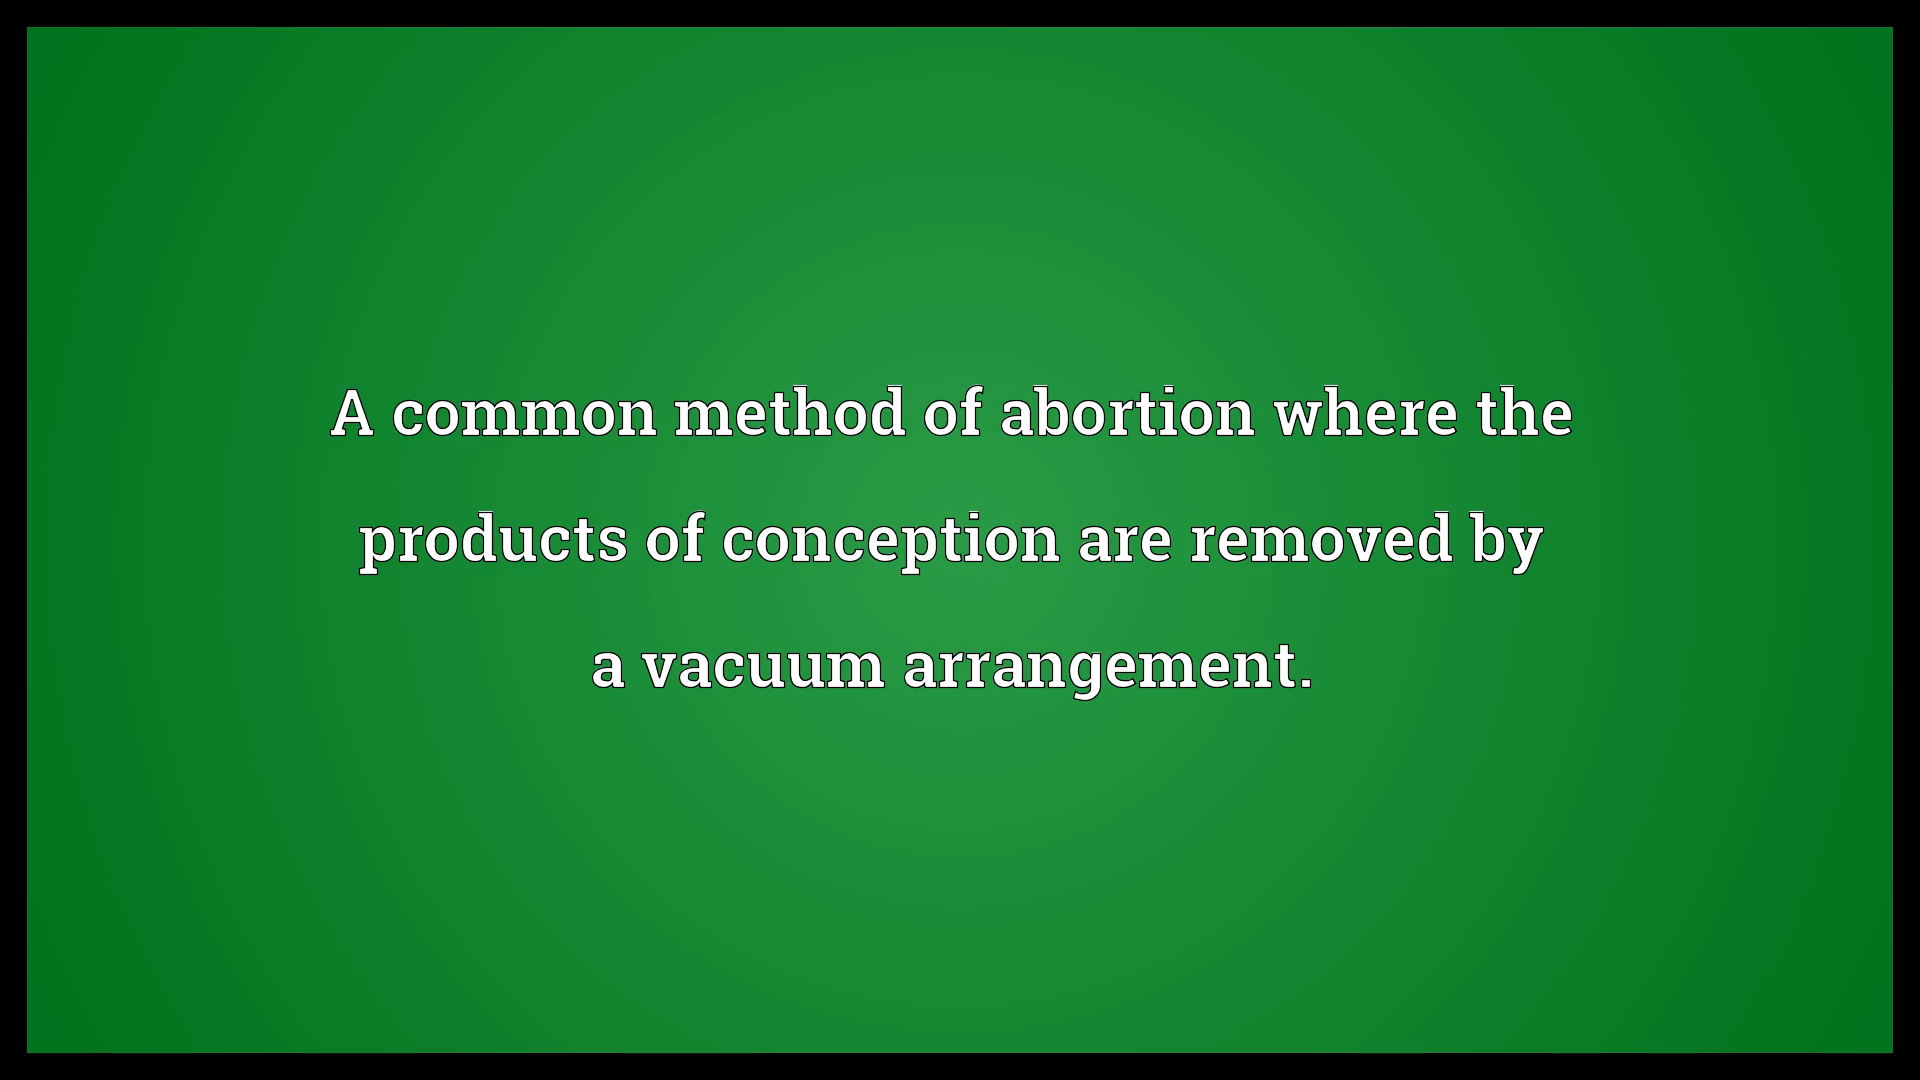 A common method of abortion where the
products of conception are removed by
a vacuum arrangement.